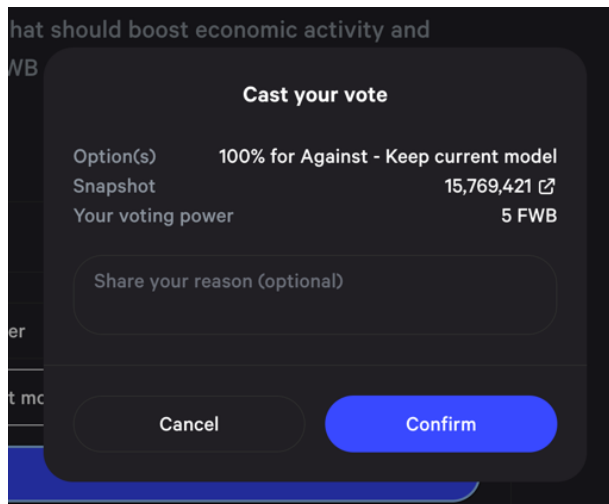 hat should boost economic activity and
WB
Cast your vote
Option(s) 100% for Against - Keep current model
Snapshot 15,769,421
Your voting power 5 FWB
Share your reason (optional)
er
t mo
Cancel Confirm